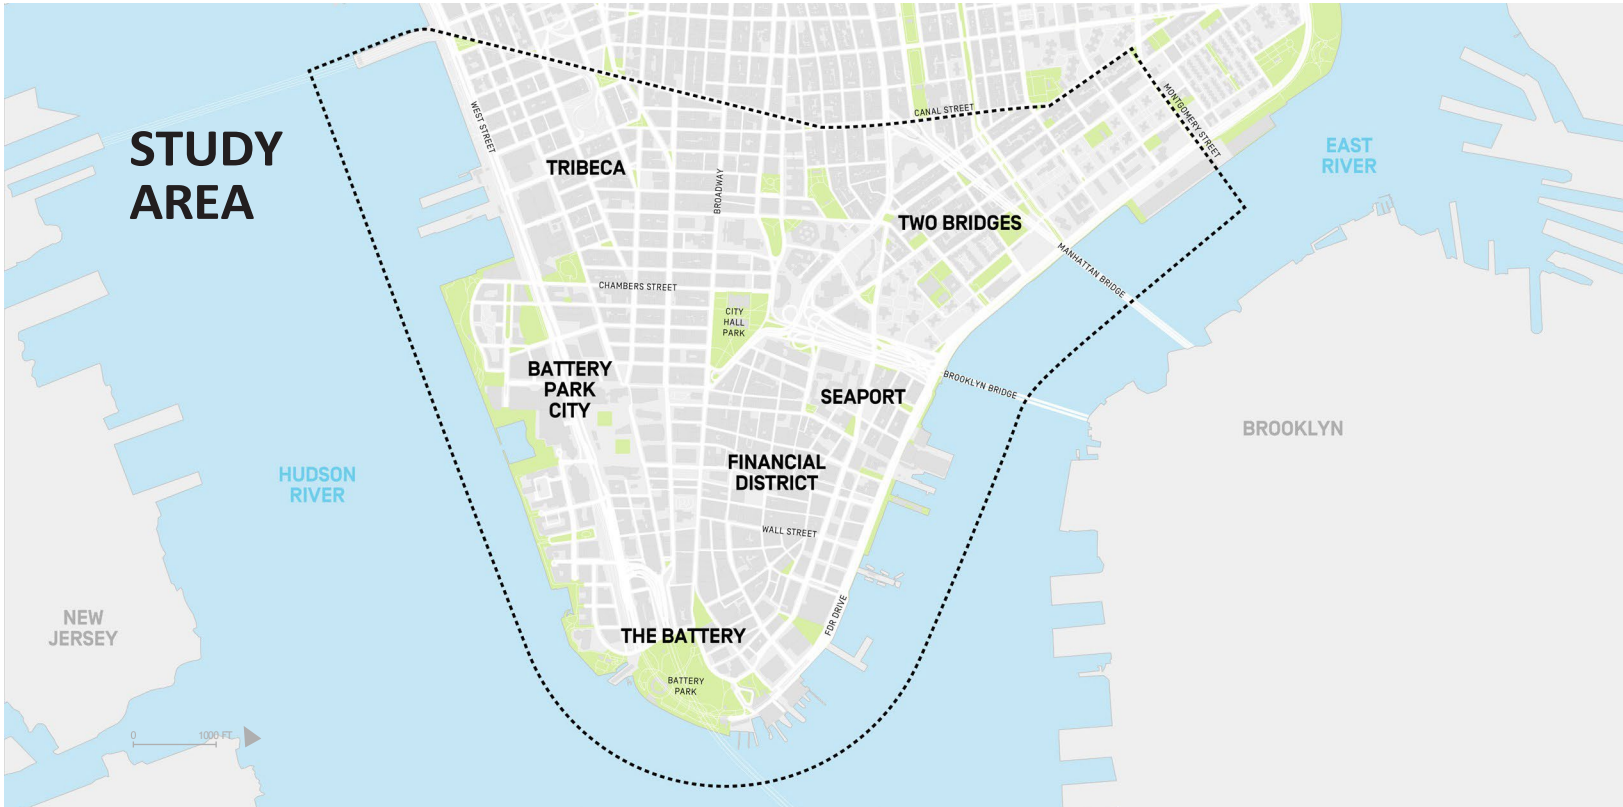 STUDY
AREA
WEST STREET
TRIBECA
BROADWAY
CANAL STREET
MONTGOMERY STREET
EAST
RIVER
TWO BRIDGES
MANHATTAN BRIDGE
CHAMBERS STREET
CITY
HALL
PARK
BATTERY
PARK
CITY
SEAPORT
BROOKLYN BRIDGE
BROOKLYN
HUDSON
RIVER
FINANCIAL
DISTRICT
WALL STREET
NEW
JERSEY
THE BATTERY
FDR DRIVE
BATTERY
PARK
0 1000 FT